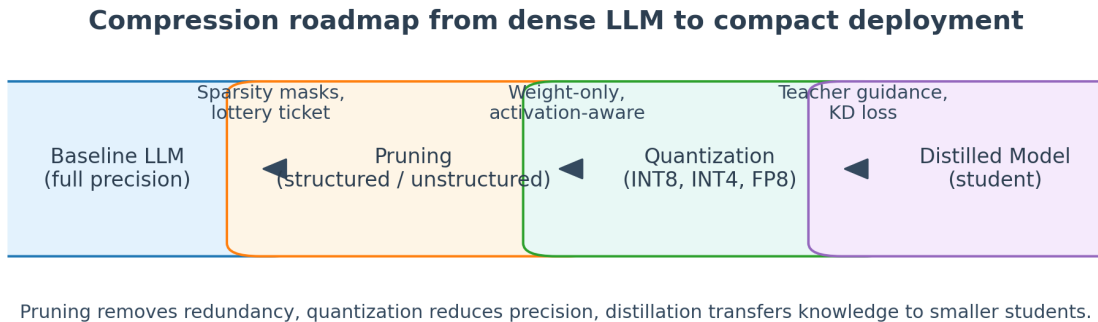 Compression roadmap from dense LLM to compact deployment
Sparsity masks,
lottery ticket
Weight-only,
activation-aware
Teacher guidance,
KD loss
Baseline LLM
(full precision)
Pruning
(structured / unstructured)
Quantization
(INT8, INT4, FP8)
Distilled Model
(student)
Pruning removes redundancy, quantization reduces precision, distillation transfers knowledge to smaller students.